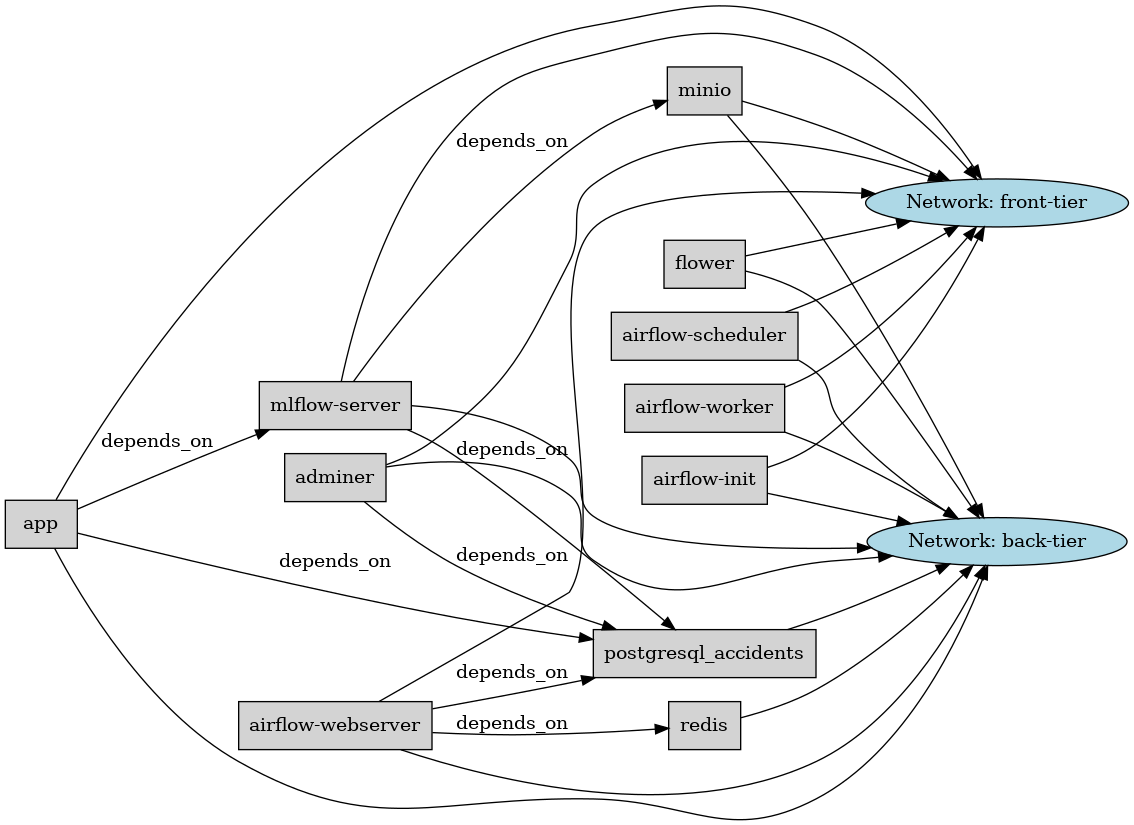 minio
depends_on
Network: front-tier
flower
airflow-scheduler
mlflow-server
airflow-worker
depends_on
depends_on
adminer
airflow-init
app
Network: back-tier
depends_on
depends_on
postgresql_accidents
depends_on
airflow-webserver
depends_on
redis